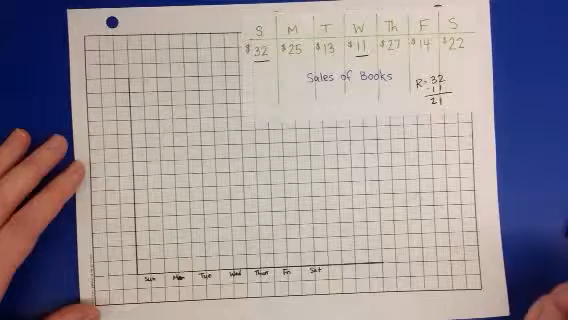 S M T W Th F S
$32 $25 $13 $11 $27 $14 $22
Sales of Books
R= 32
-11
21
Sun Mon Tue Wed Thur Fri Sat